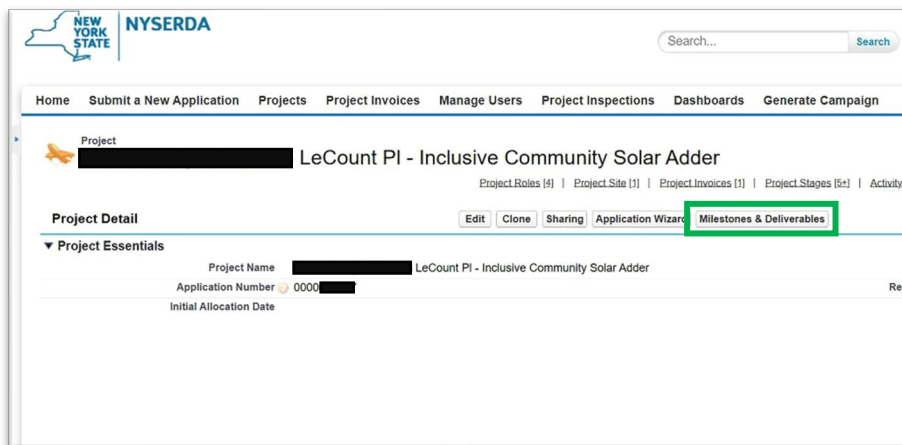 NEW
YORK
STATE
NYSERDA
Search... Search
Home Submit a New Application Projects Project Invoices Manage Users Project Inspections Dashboards Generate Campaign
Project
LeCount Pl - Inclusive Community Solar Adder
Project Roles [4] | Project Site [1] | Project Invoices [1] | Project Stages [5+] | Activity
Project Detail Edit Clone Sharing Application Wizard Milestones & Deliverables
▼ Project Essentials
Project Name LeCount Pl - Inclusive Community Solar Adder
Application Number 0000 Re
Initial Allocation Date